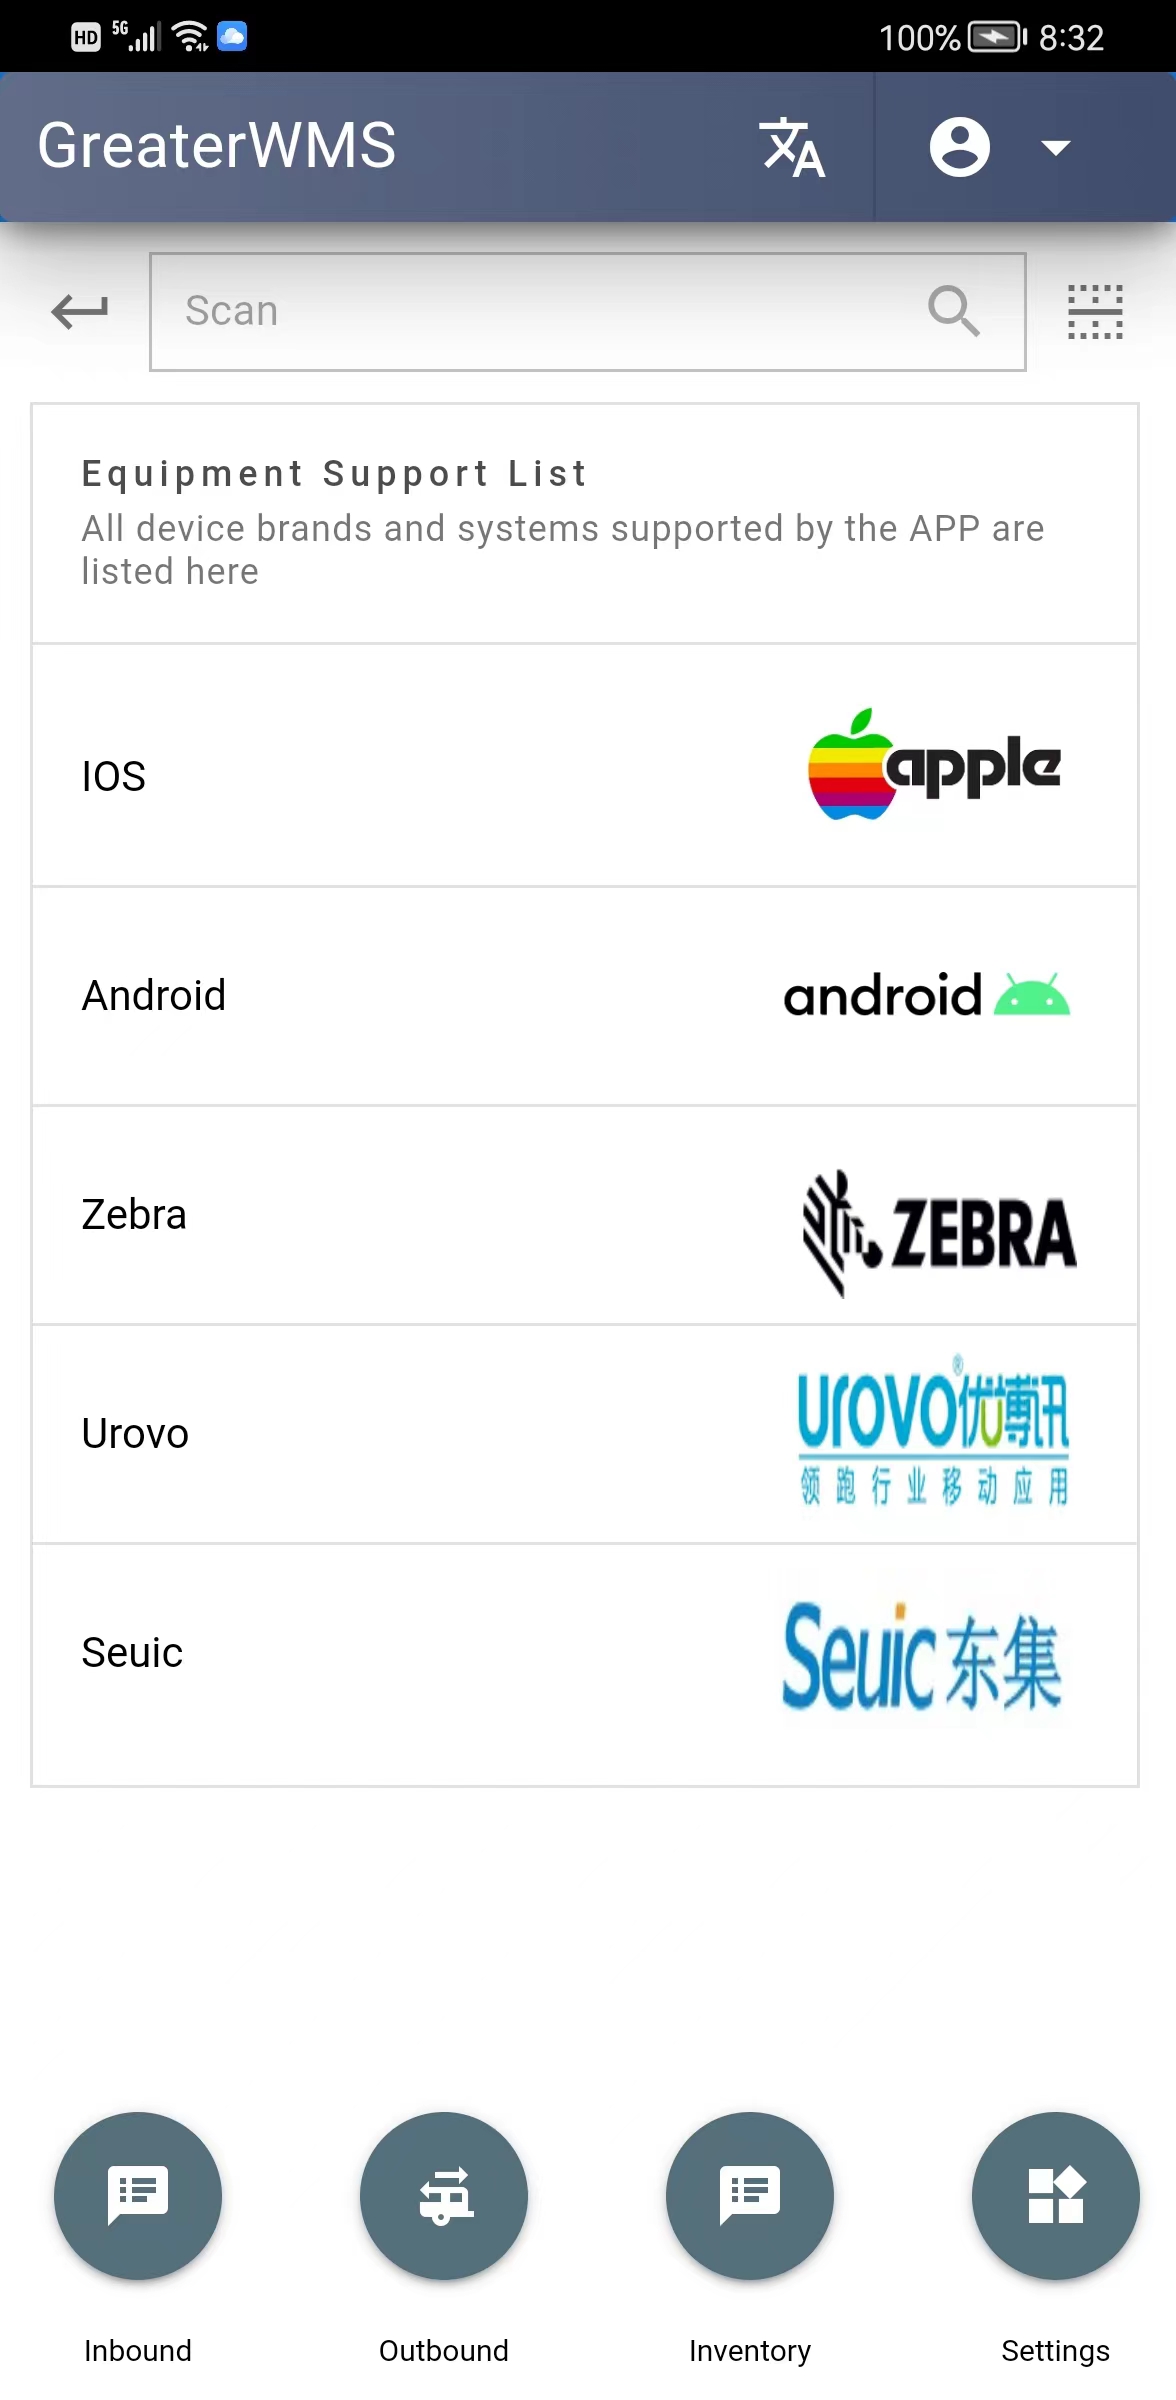 HD 5G 100% 8:32
GreaterWMS
Scan
Equipment Support List
All device brands and systems supported by the APP are
listed here
IOS
apple
Android
android
Zebra
ZEBRA
Urovo
urovo优博讯®
领跑行业移动应用
Seuic
Seuic东集
Inbound Outbound Inventory Settings